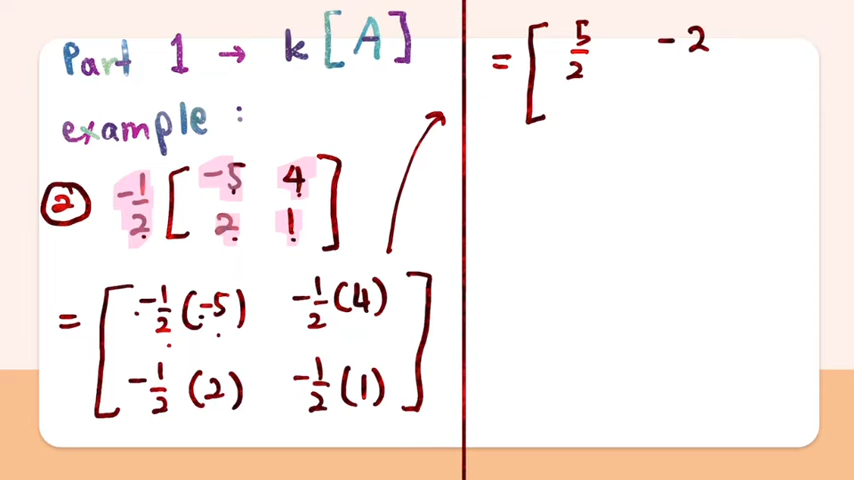 Part 1 → k[A]
example :
② -1/2 [ -5 4
2 1 ]
= [ -1/2 (-5) -1/2 (4)
-1/2 (2) -1/2 (1) ]
= [ 5/2 -2